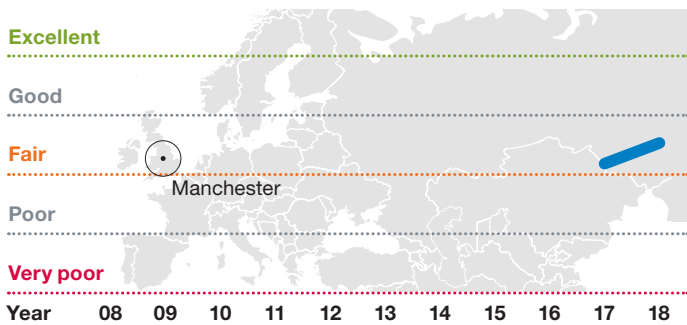 Excellent
Good
Fair
Manchester
Poor
Very poor
Year 08 09 10 11 12 13 14 15 16 17 18